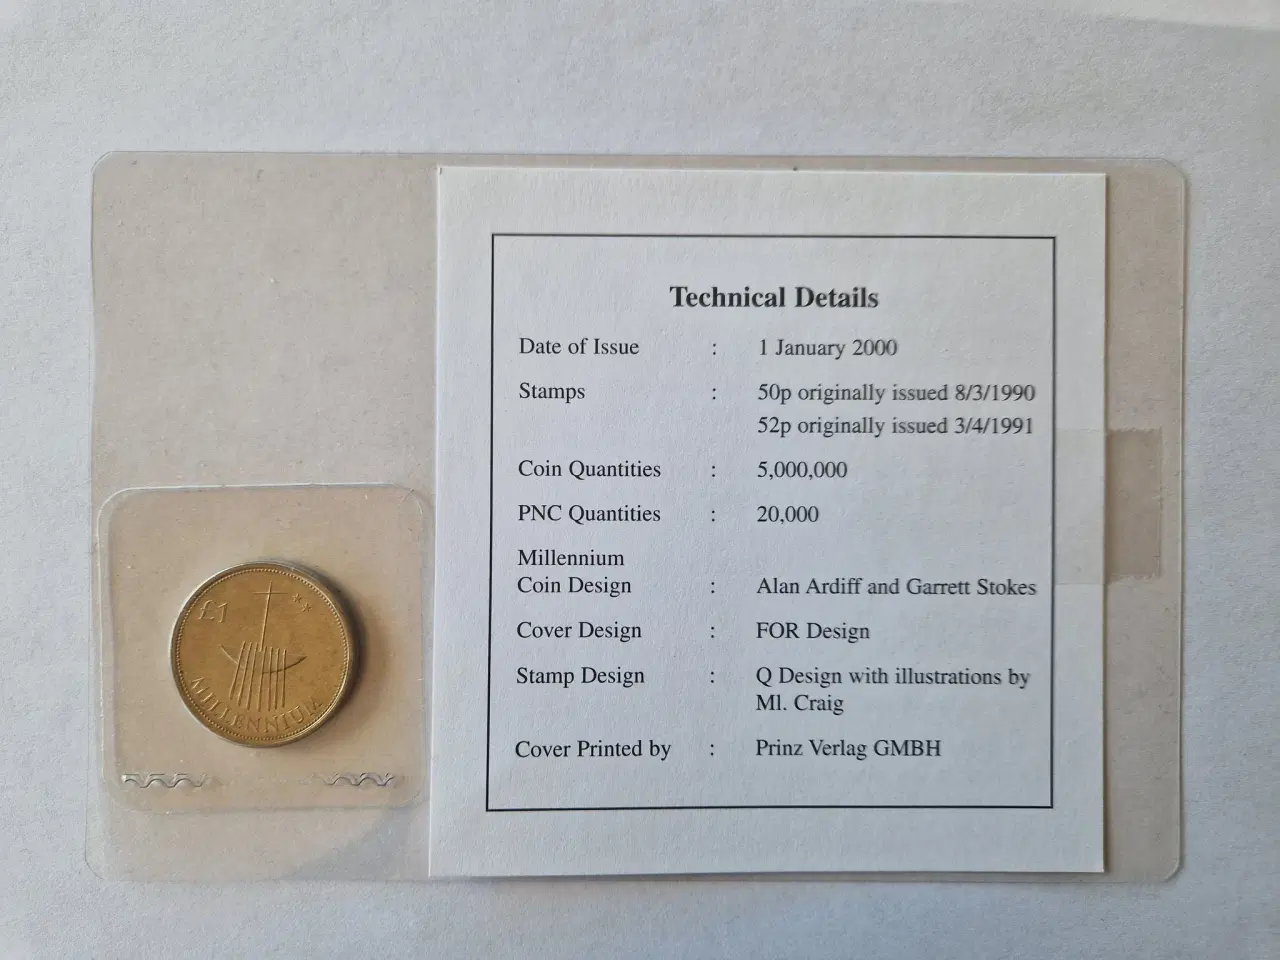 Technical Details
Date of Issue : 1 January 2000
Stamps : 50p originally issued 8/3/1990
52p originally issued 3/4/1991
Coin Quantities : 5,000,000
PNC Quantities : 20,000
Millennium
Coin Design : Alan Ardiff and Garrett Stokes
Cover Design : FOR Design
Stamp Design : Q Design with illustrations by
Ml. Craig
Cover Printed by : Prinz Verlag GMBH
£1
MILLENNIUM